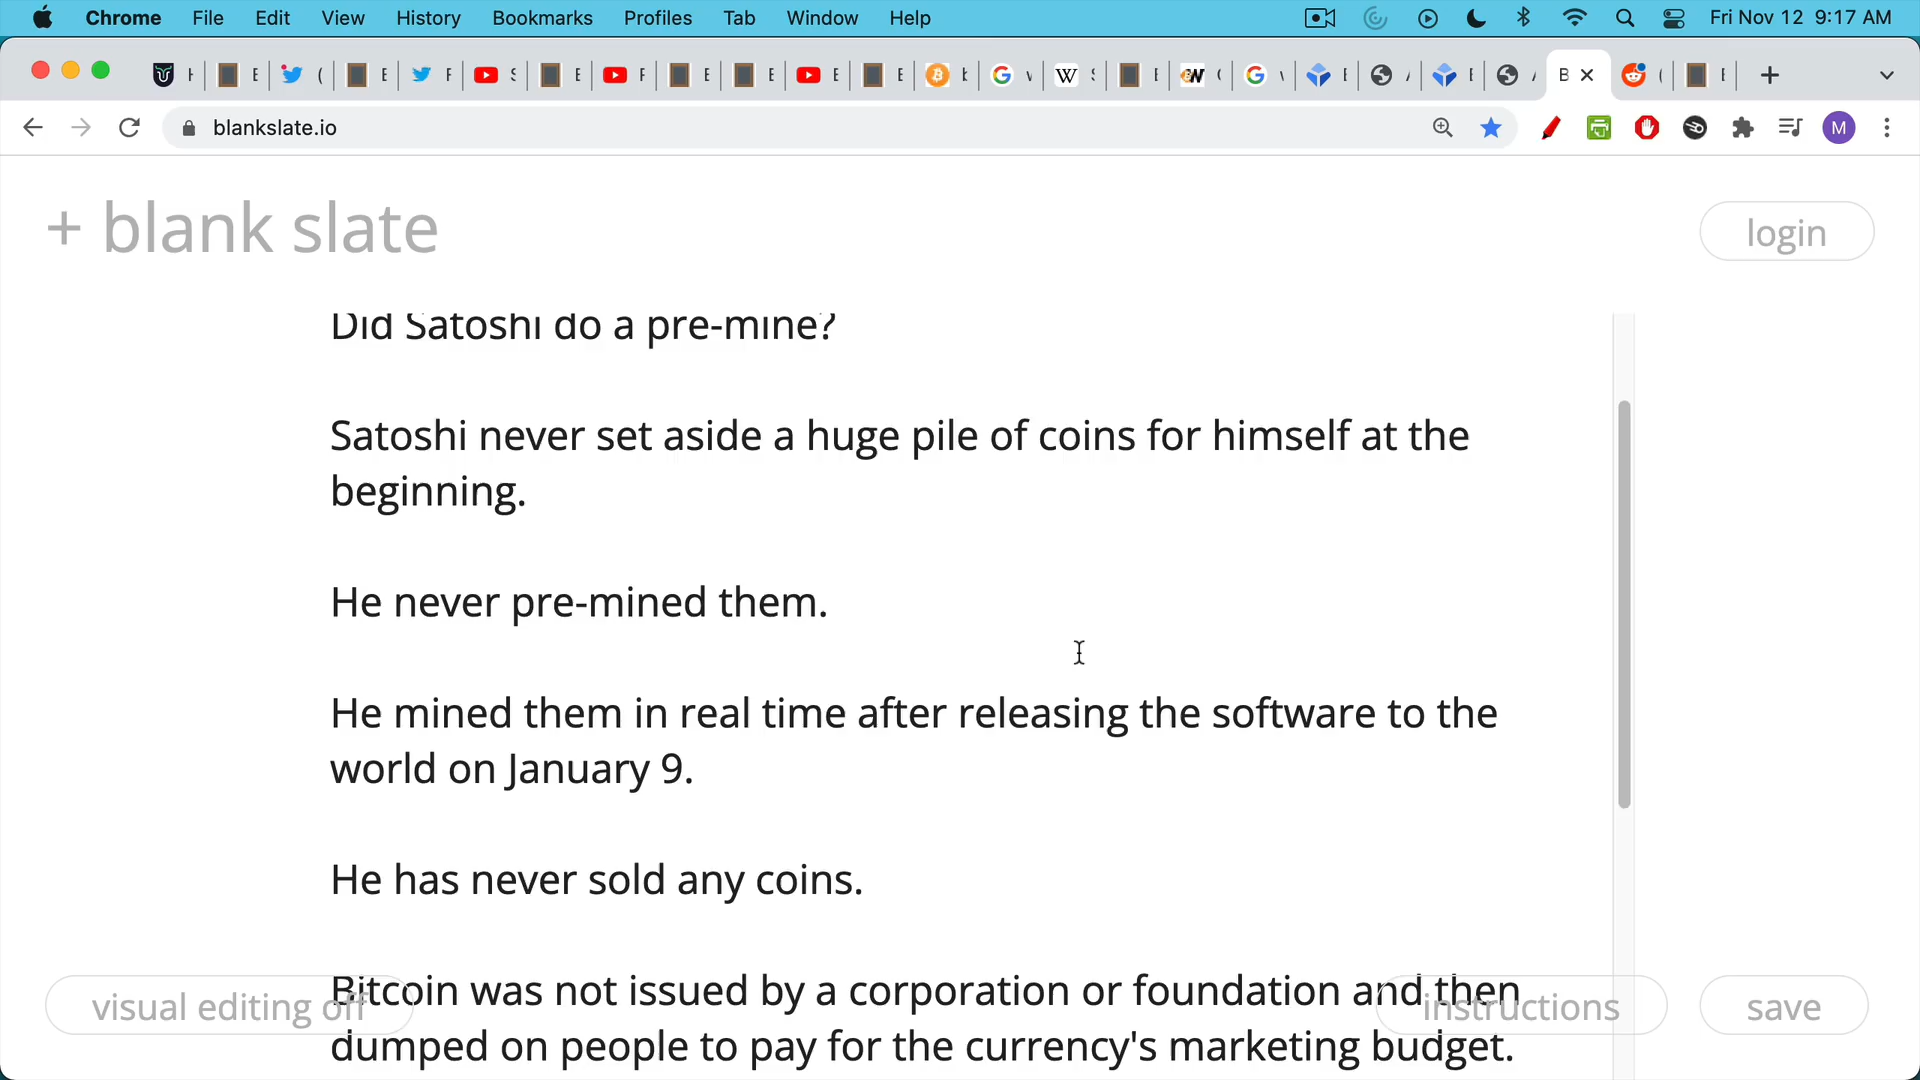 Chrome File Edit View History Bookmarks Profiles Tab Window Help Fri Nov 12 9:17 AM
B
blankslate.io
M
+ blank slate
login
Did Satoshi do a pre-mine?
Satoshi never set aside a huge pile of coins for himself at the
beginning.
He never pre-mined them.
He mined them in real time after releasing the software to the
world on January 9.
He has never sold any coins.
Bitcoin was not issued by a corporation or foundation and then
dumped on people to pay for the currency's marketing budget.
visual editing off
instructions
save